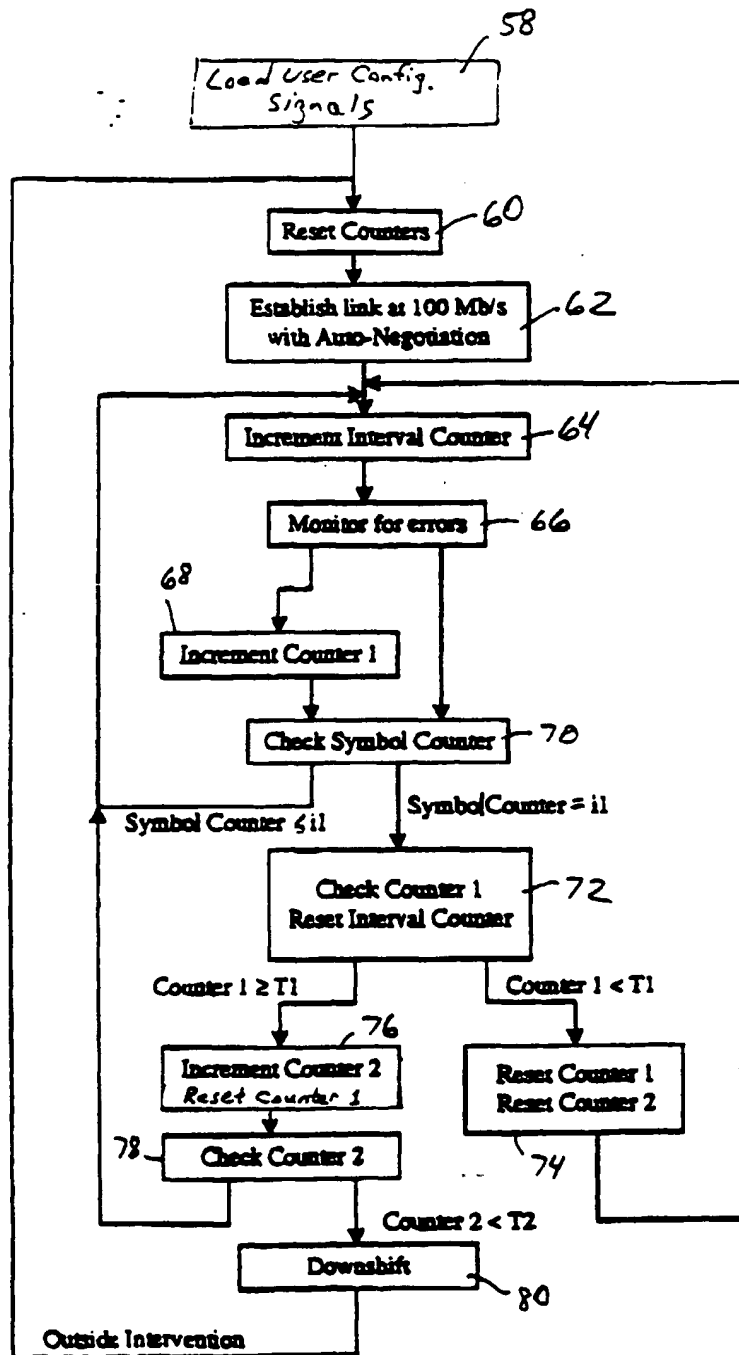 58
Load User Config.
Signals
Reset Counters
60
Establish link at 100 Mb/s
with Auto-Negotiation
62
Increment Interval Counter
64
Monitor for errors
66
68
Increment Counter 1
Check Symbol Counter
70
Symbol Counter ≤ i1
Symbol Counter = i1
Check Counter 1
Reset Interval Counter
72
Counter 1 ≥ T1
Counter 1 < T1
76
Increment Counter 2
Reset Counter 1
Reset Counter 1
Reset Counter 2
74
78
Check Counter 2
Counter 2 < T2
Downshift
80
Outside Intervention